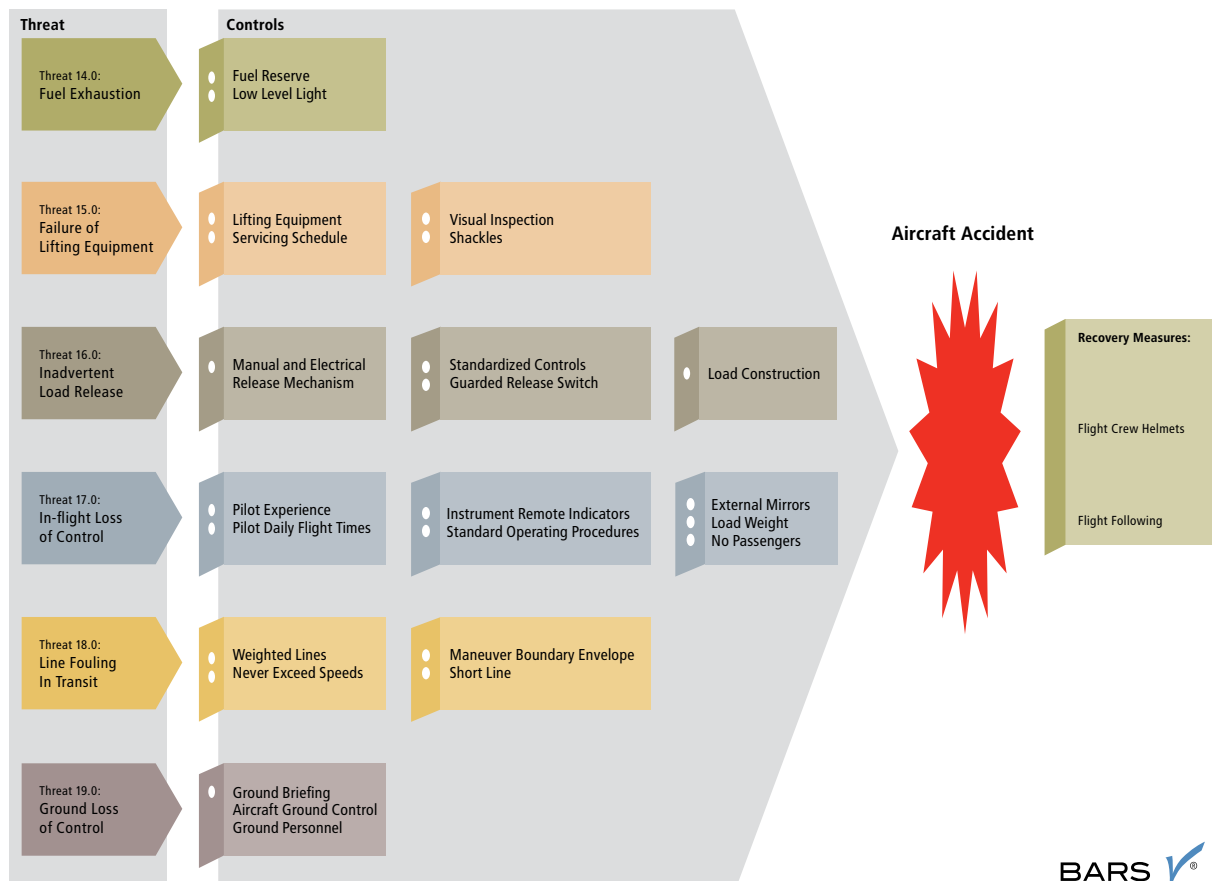 Threat
Controls
Threat 14.0:
Fuel Exhaustion
Fuel Reserve
Low Level Light
Threat 15.0:
Failure of
Lifting Equipment
Lifting Equipment
Servicing Schedule
Visual Inspection
Shackles
Threat 16.0:
Inadvertent
Load Release
Manual and Electrical
Release Mechanism
Standardized Controls
Guarded Release Switch
Load Construction
Threat 17.0:
In-flight Loss
of Control
Pilot Experience
Pilot Daily Flight Times
Instrument Remote Indicators
Standard Operating Procedures
External Mirrors
Load Weight
No Passengers
Threat 18.0:
Line Fouling
In Transit
Weighted Lines
Never Exceed Speeds
Maneuver Boundary Envelope
Short Line
Threat 19.0:
Ground Loss
of Control
Ground Briefing
Aircraft Ground Control
Ground Personnel
Aircraft Accident
Recovery Measures:
Flight Crew Helmets
Flight Following
BARS ®